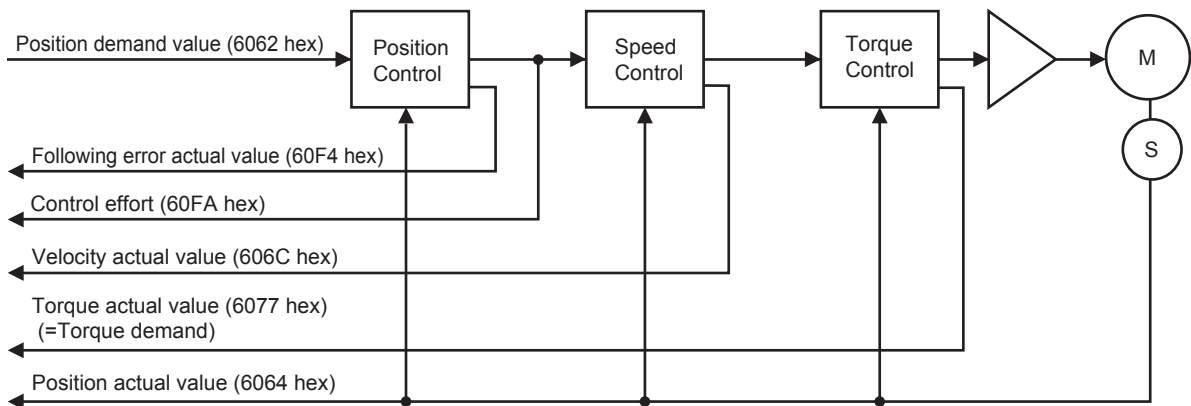 Position demand value (6062 hex)
Position
Control
Speed
Control
Torque
Control
M
S
Following error actual value (60F4 hex)
Control effort (60FA hex)
Velocity actual value (606C hex)
Torque actual value (6077 hex)
(=Torque demand)
Position actual value (6064 hex)